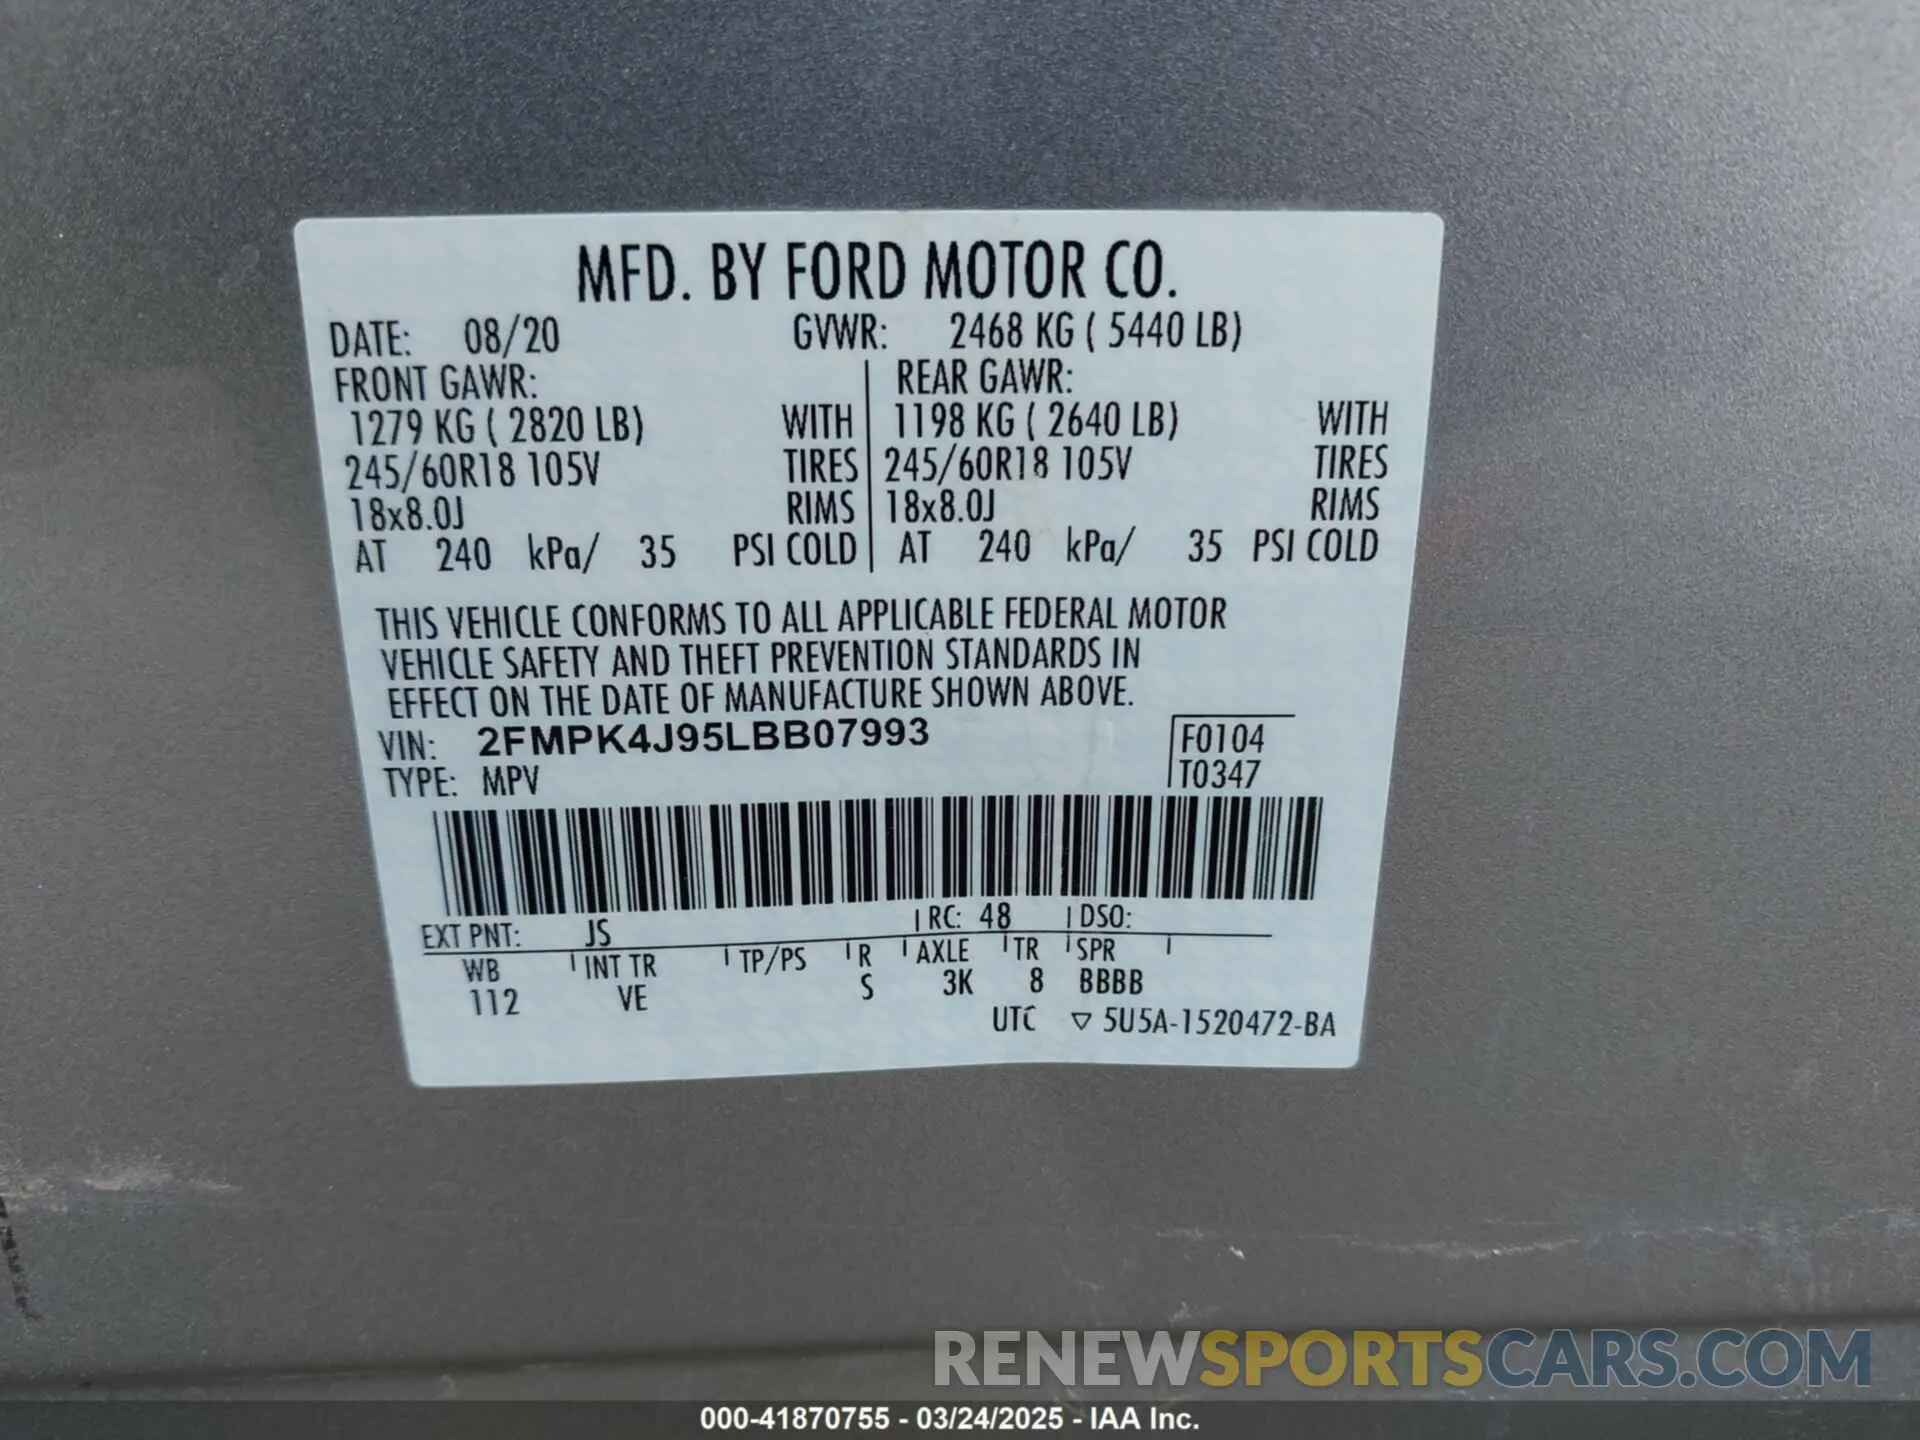 MFD. BY FORD MOTOR CO.
DATE: 08/20 GVWR: 2468 KG ( 5440 LB)
FRONT GAWR: REAR GAWR:
1279 KG ( 2820 LB) WITH 1198 KG ( 2640 LB) WITH
245/60R18 105V TIRES 245/60R18 105V TIRES
18x8.0J RIMS 18x8.0J RIMS
AT 240 kPa/ 35 PSI COLD AT 240 kPa/ 35 PSI COLD
THIS VEHICLE CONFORMS TO ALL APPLICABLE FEDERAL MOTOR
VEHICLE SAFETY AND THEFT PREVENTION STANDARDS IN
EFFECT ON THE DATE OF MANUFACTURE SHOWN ABOVE.
VIN: 2FMPK4J95LBB07993 F0104
TYPE: MPV T0347
EXT PNT: JS RC: 48 DSO:
WB INT TR TP/PS R AXLE TR SPR
112 VE S 3K 8 BBBB
UTC ▽ 5U5A-1520472-BA
RENEWSPORTSCARS.COM
000-41870755 - 03/24/2025 - IAA Inc.